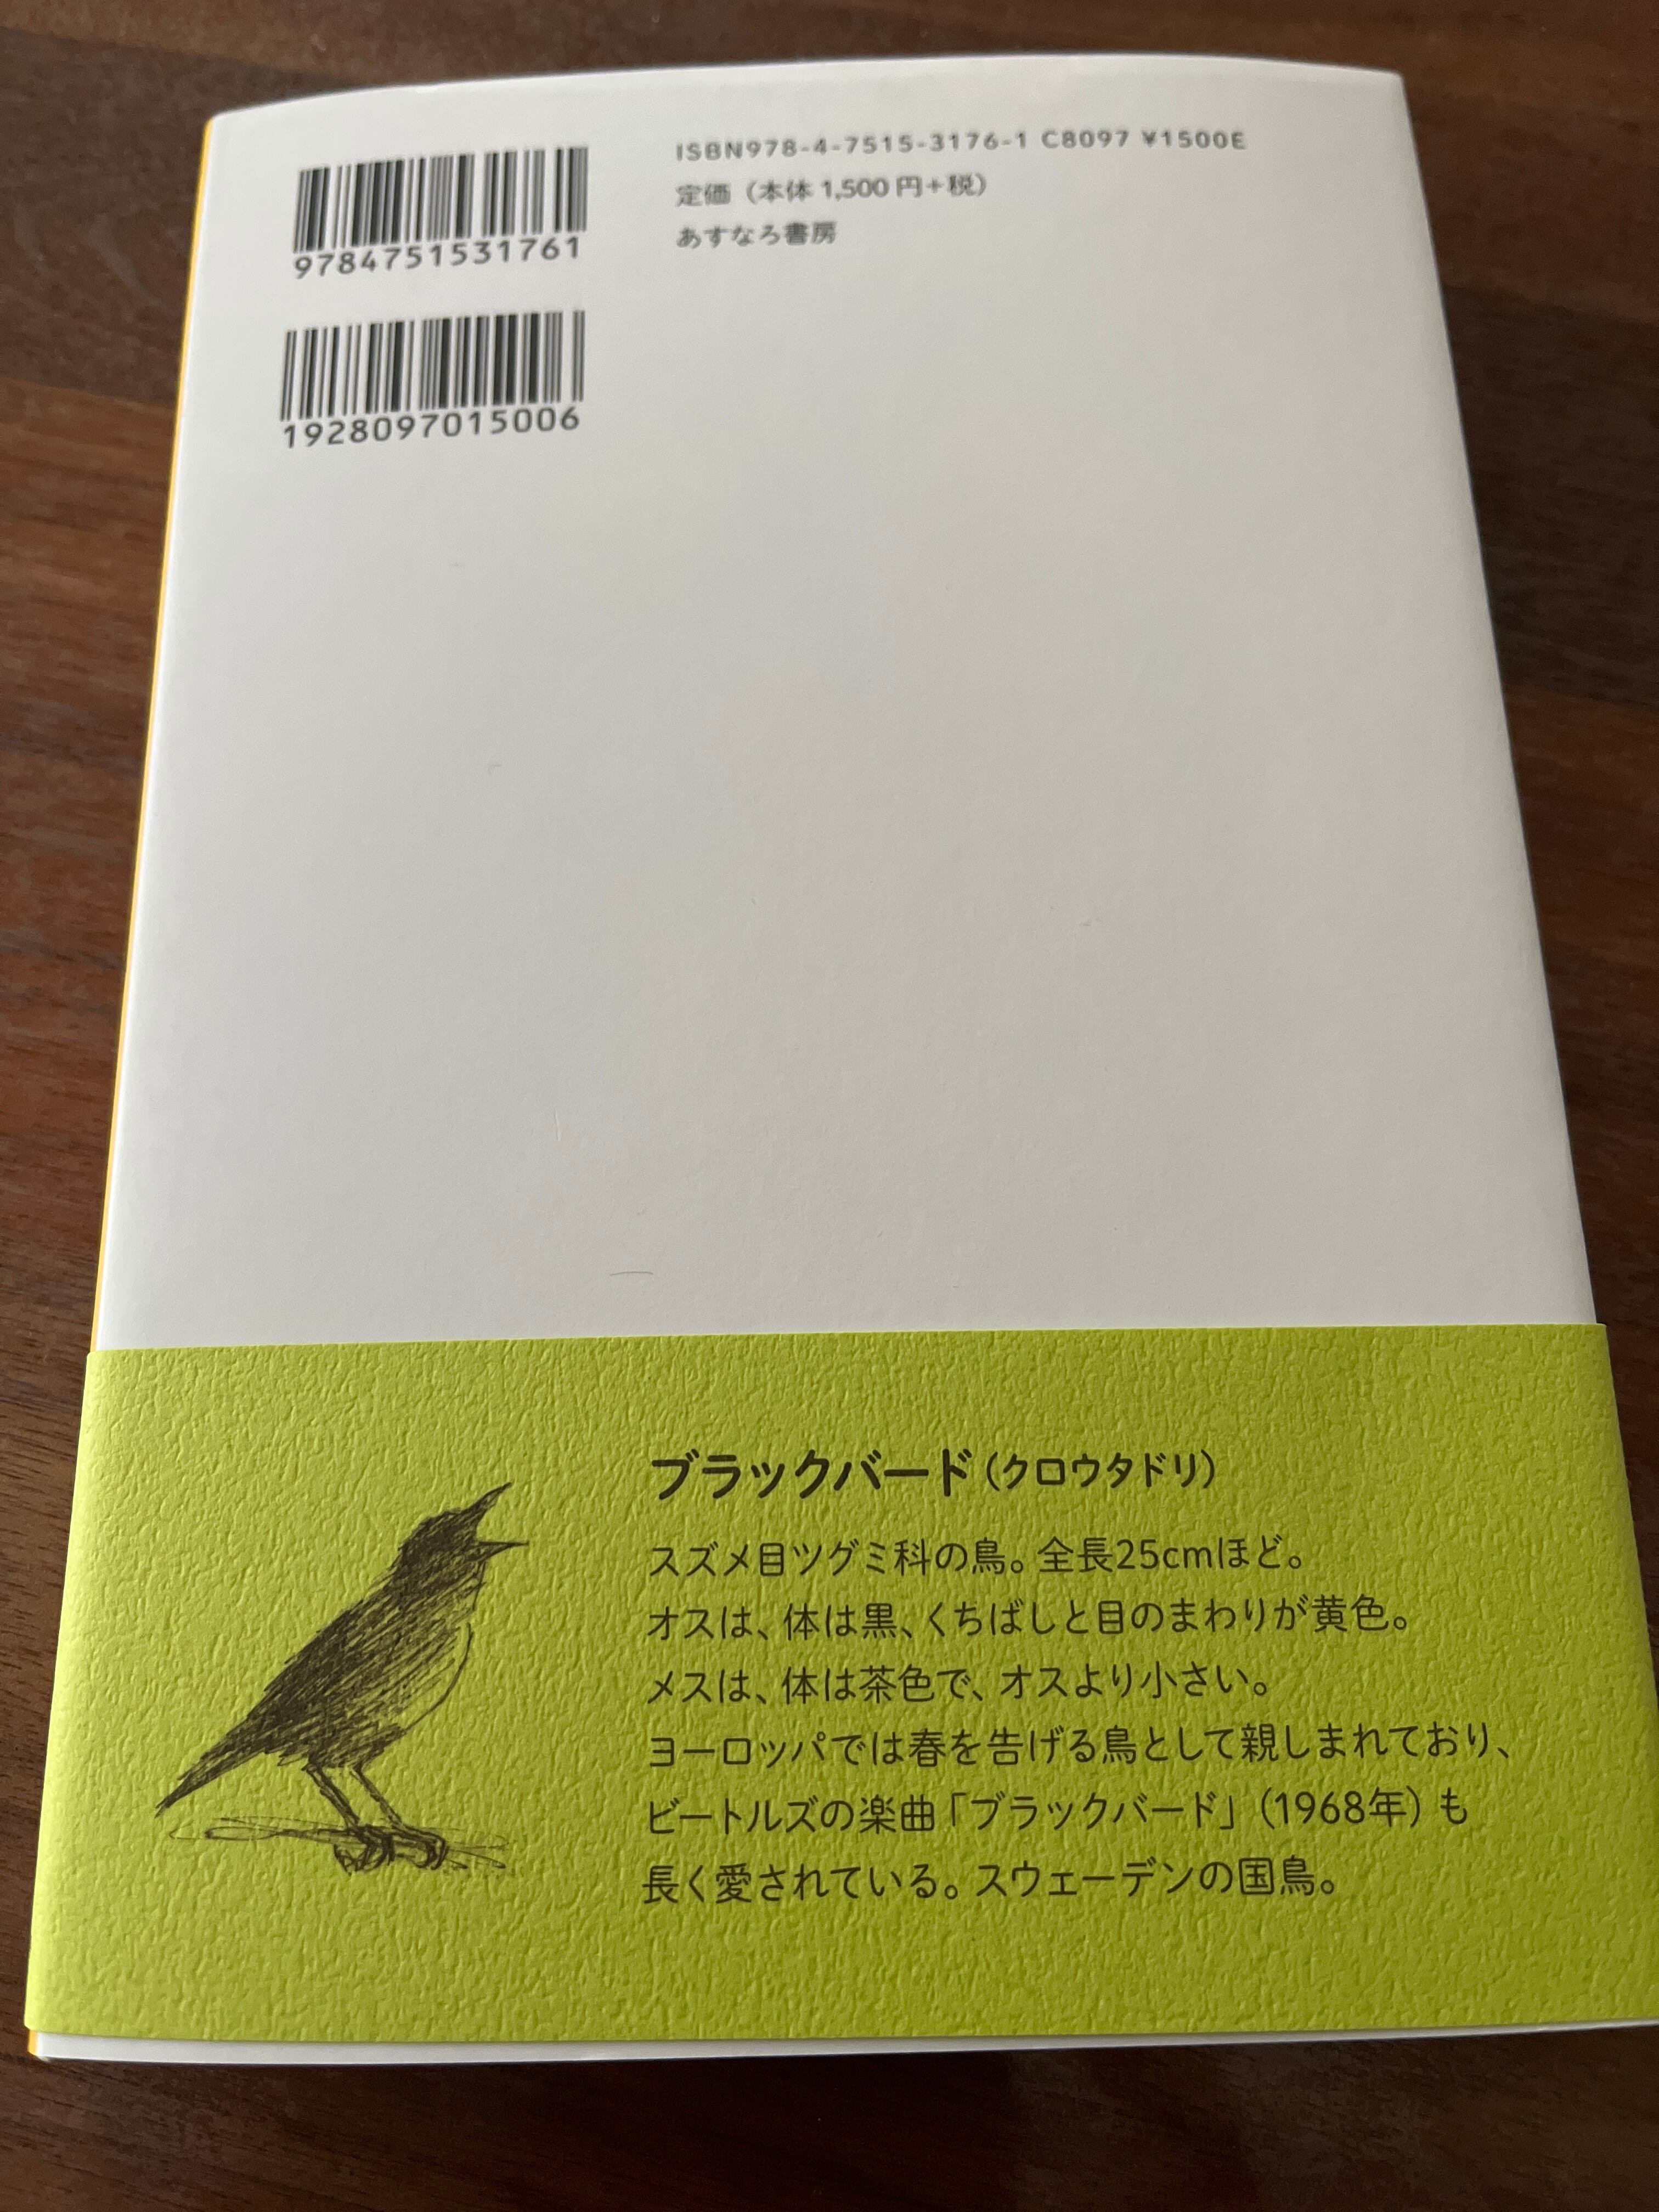 9784751531761
1928097015006
ISBN978-4-7515-3176-1 C8097 ¥1500E
定価（本体1,500円+税）
あすなろ書房
ブラックバード（クロウタドリ）
スズメ目ツグミ科の鳥。全長25cmほど。
オスは、体は黒、くちばしと目のまわりが黄色。
メスは、体は茶色で、オスより小さい。
ヨーロッパでは春を告げる鳥として親しまれており、
ビートルズの楽曲「ブラックバード」（1968年）も
長く愛されている。スウェーデンの国鳥。